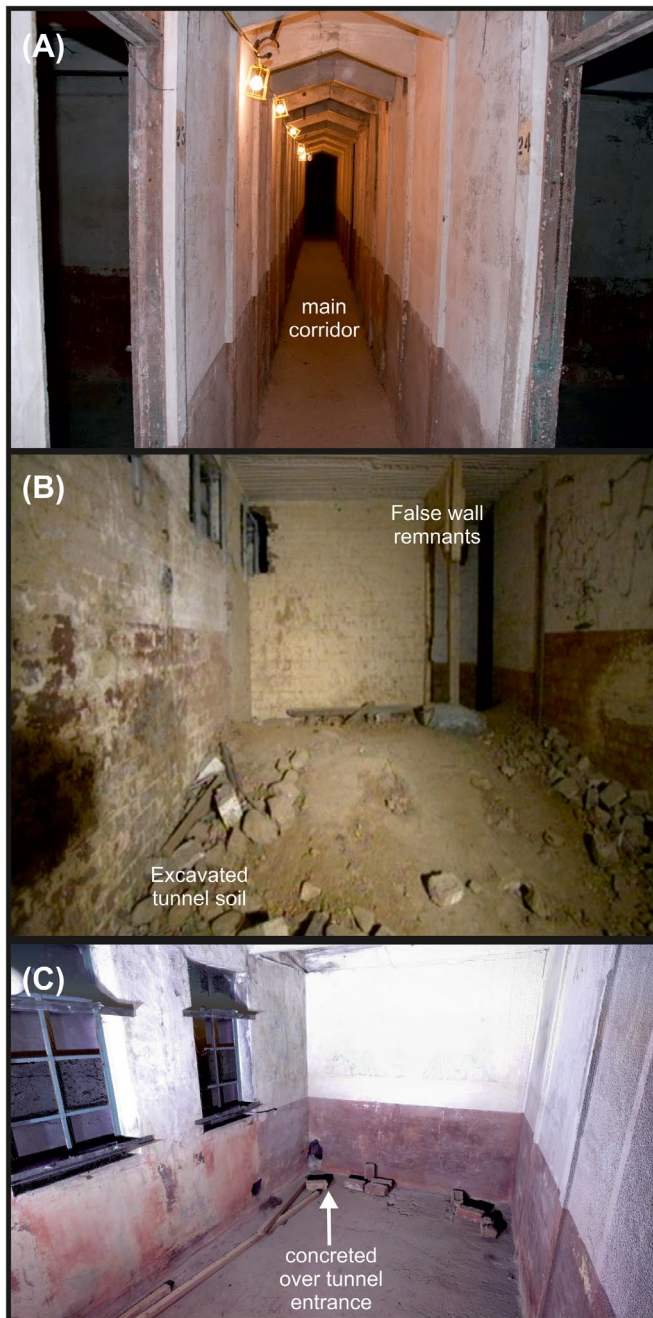 (A)
23
24
main
corridor
(B)
False wall
remnants
Excavated
tunnel soil
(C)
concreted
over tunnel
entrance